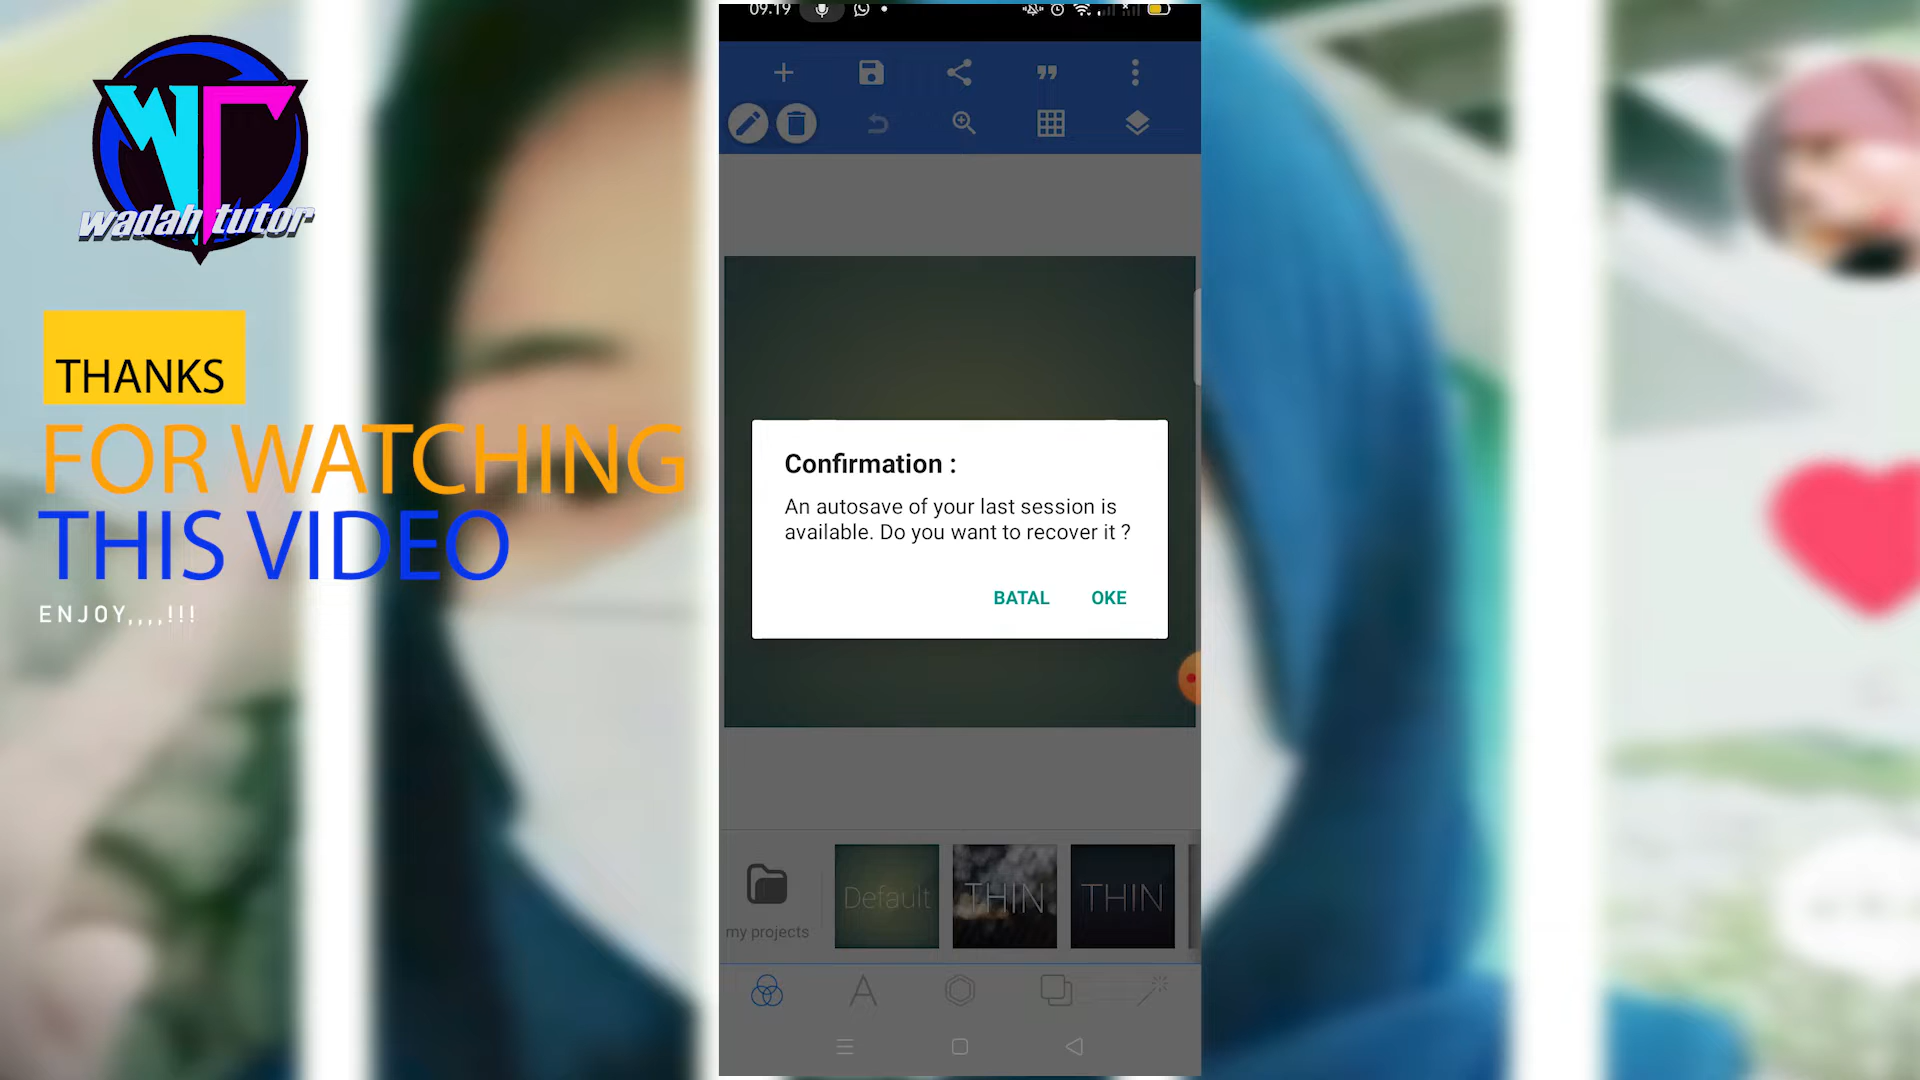 WT
wadah tutor
THANKS
FOR WATCHING
THIS VIDEO
ENJOY,,,,!!!
09.19
Confirmation :
An autosave of your last session is
available. Do you want to recover it ?
BATAL
OKE
my projects
Default
THIN
THIN
A